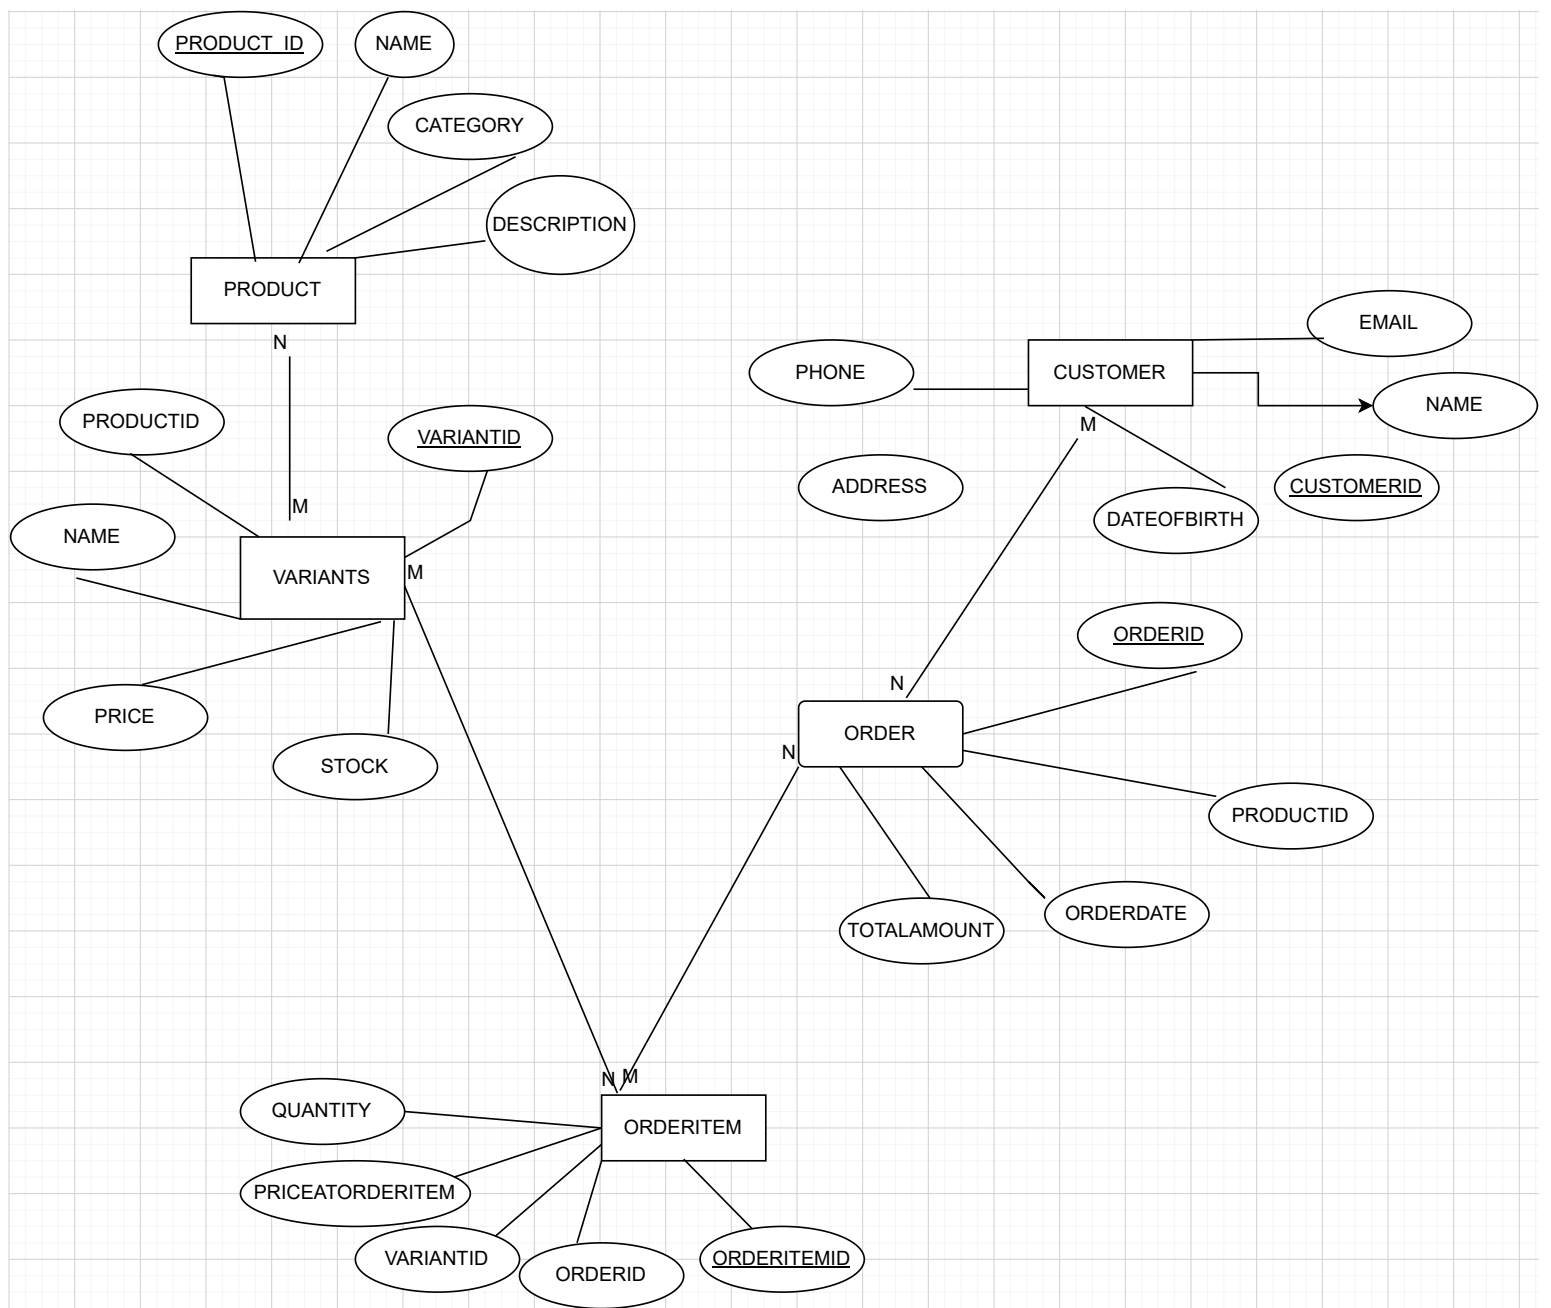 PRODUCT_ID
NAME
CATEGORY
DESCRIPTION
PRODUCT
N
EMAIL
PHONE
CUSTOMER
NAME
M
PRODUCTID
VARIANTID
ADDRESS
CUSTOMERID
DATEOFBIRTH
M
NAME
VARIANTS
M
ORDERID
N
PRICE
ORDER
N
STOCK
PRODUCTID
TOTALAMOUNT
ORDERDATE
N
M
QUANTITY
ORDERITEM
PRICEATORDERITEM
VARIANTID
ORDERID
ORDERITEMID